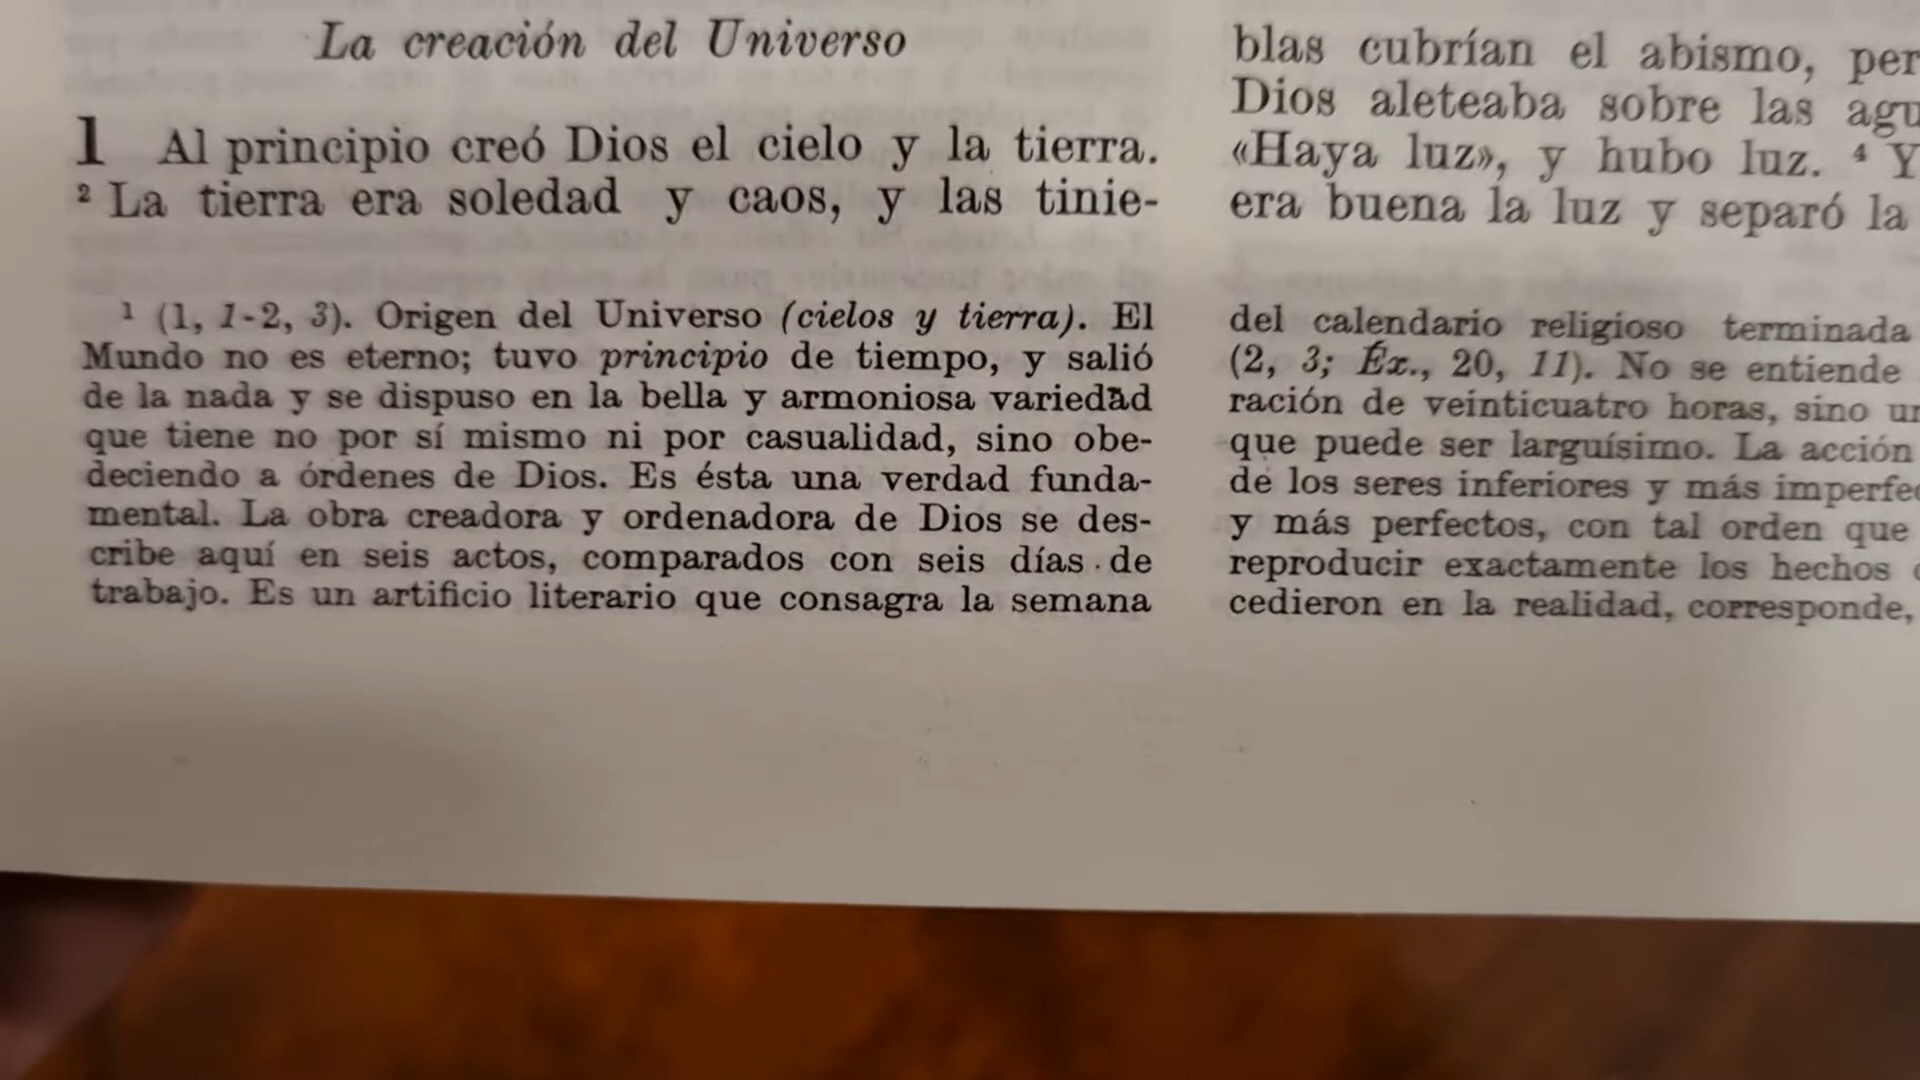 La creación del Universo
1 Al principio creó Dios el cielo y la tierra.
² La tierra era soledad y caos, y las tinie-
blas cubrían el abismo, per
Dios aleteaba sobre las agu
«Haya luz», y hubo luz. ⁴ Y
era buena la luz y separó la
¹ (1, 1-2, 3). Origen del Universo (cielos y tierra). El
Mundo no es eterno; tuvo principio de tiempo, y salió
de la nada y se dispuso en la bella y armoniosa variedad
que tiene no por sí mismo ni por casualidad, sino obe-
deciendo a órdenes de Dios. Es ésta una verdad funda-
mental. La obra creadora y ordenadora de Dios se des-
cribe aquí en seis actos, comparados con seis días de
trabajo. Es un artificio literario que consagra la semana
del calendario religioso terminada
(2, 3; Éx., 20, 11). No se entiende
ración de veinticuatro horas, sino un
que puede ser larguísimo. La acción
de los seres inferiores y más imperfec
y más perfectos, con tal orden que
reproducir exactamente los hechos
cedieron en la realidad, corresponde,